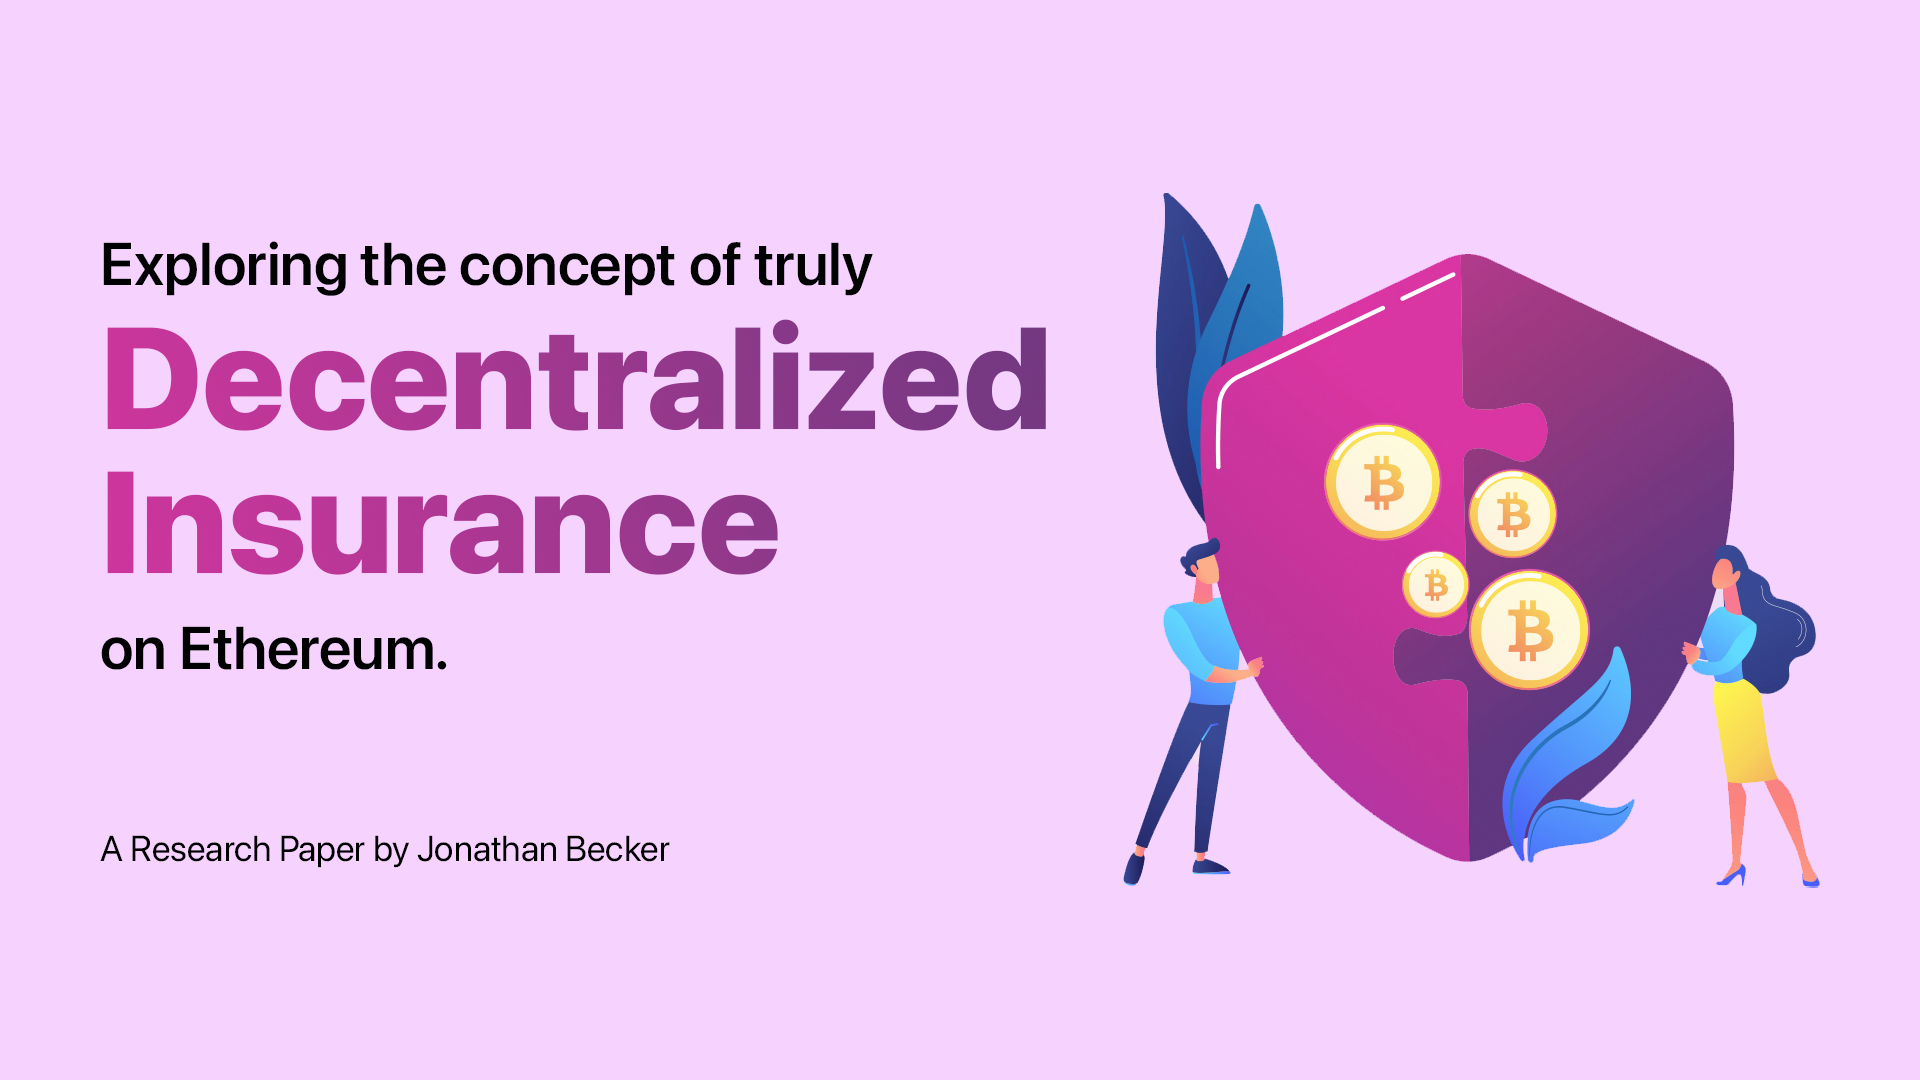 Exploring the concept of truly
Decentralized
Insurance
on Ethereum.
A Research Paper by Jonathan Becker